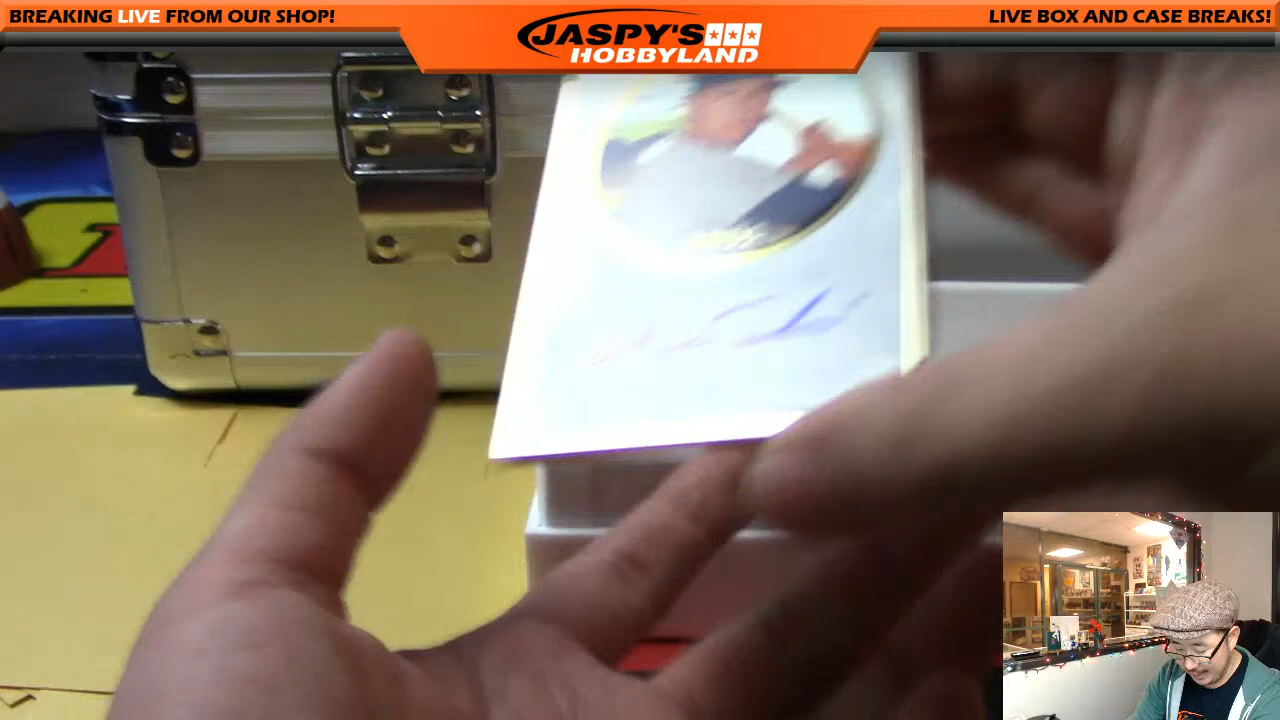 BREAKING LIVE FROM OUR SHOP!
JASPY'S
HOBBYLAND
LIVE BOX AND CASE BREAKS!